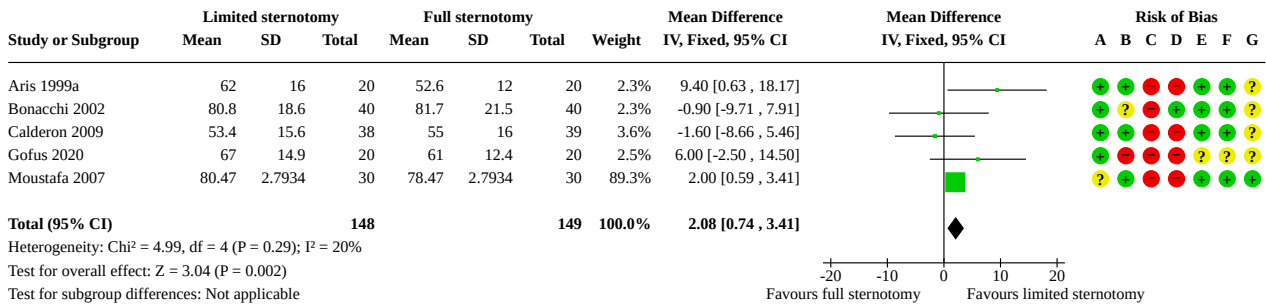 Limited sternotomy Full sternotomy Mean Difference Mean Difference Risk of Bias
Study or Subgroup Mean SD Total Mean SD Total Weight IV, Fixed, 95% CI IV, Fixed, 95% CI A B C D E F G
Aris 1999a 62 16 20 52.6 12 20 2.3% 9.40 [0.63 , 18.17] + + − − + + ?
Bonacchi 2002 80.8 18.6 40 81.7 21.5 40 2.3% -0.90 [-9.71 , 7.91] + ? − + + + ?
Calderon 2009 53.4 15.6 38 55 16 39 3.6% -1.60 [-8.66 , 5.46] + + − − + + ?
Gofus 2020 67 14.9 20 61 12.4 20 2.5% 6.00 [-2.50 , 14.50] + − − − ? ? ?
Moustafa 2007 80.47 2.7934 30 78.47 2.7934 30 89.3% 2.00 [0.59 , 3.41] ? + − − + + +
Total (95% CI) 148 149 100.0% 2.08 [0.74 , 3.41]
Heterogeneity: Chi² = 4.99, df = 4 (P = 0.29); I² = 20%
Test for overall effect: Z = 3.04 (P = 0.002) -20 -10 0 10 20
Test for subgroup differences: Not applicable Favours full sternotomy Favours limited sternotomy